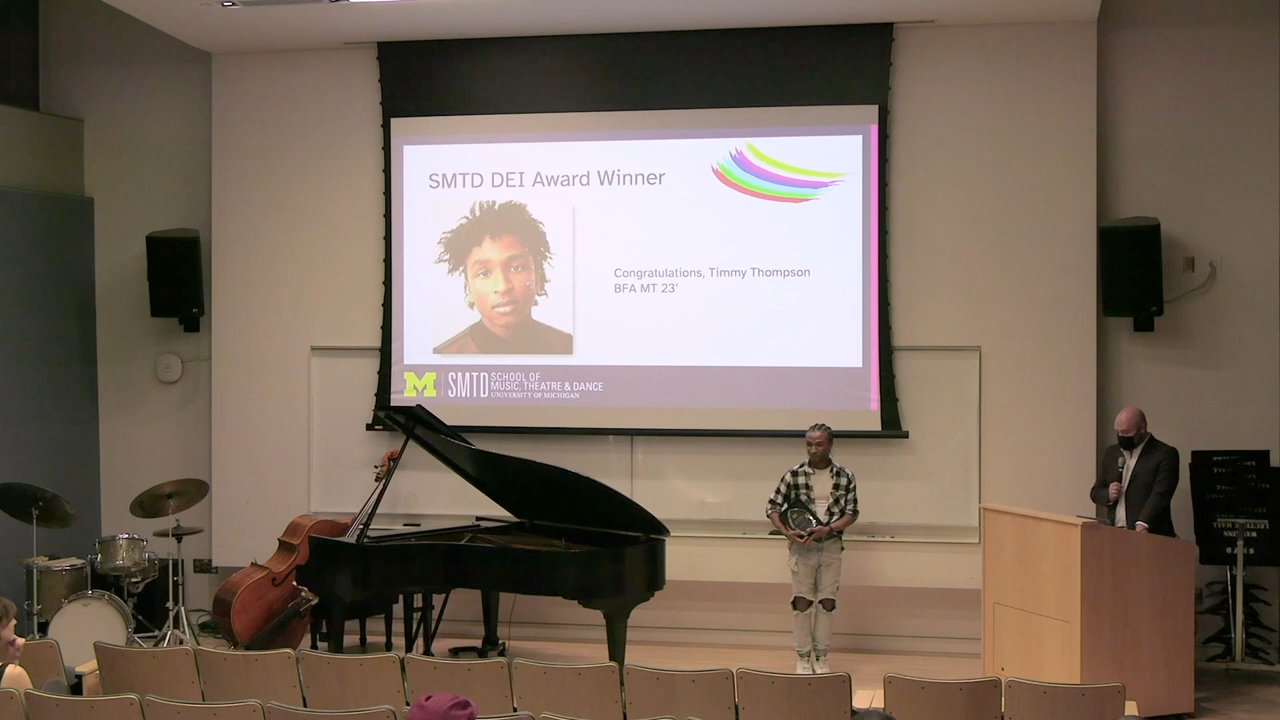 SMTD DEI Award Winner
Congratulations, Timmy Thompson
BFA MT 23'
M SMTD SCHOOL OF
MUSIC, THEATRE & DANCE
UNIVERSITY OF MICHIGAN